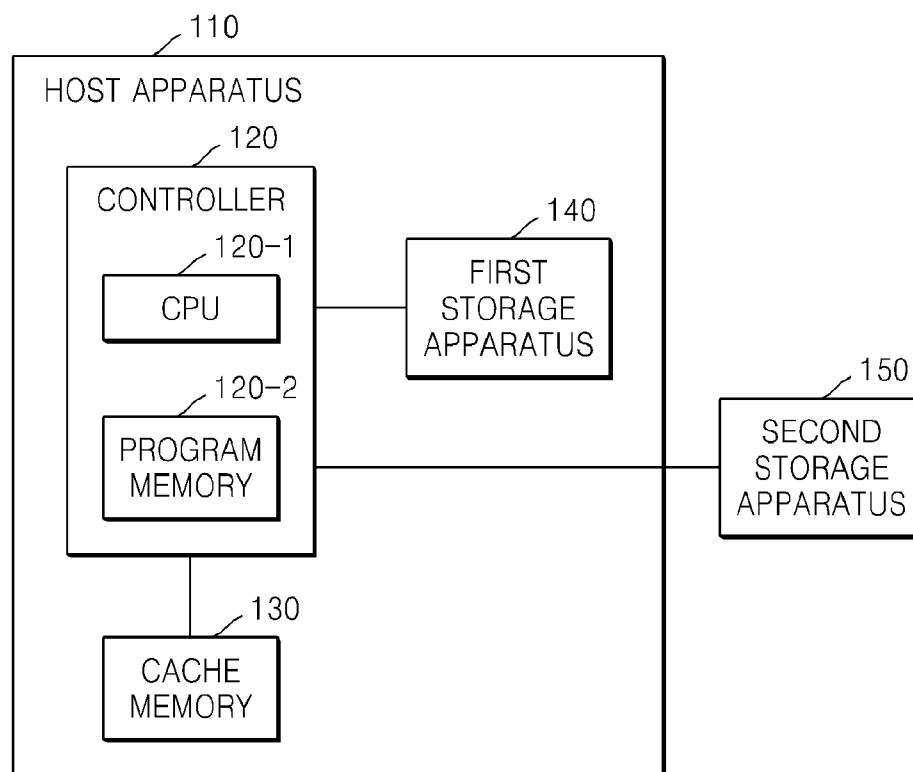 110
HOST APPARATUS
120
CONTROLLER
120-1
CPU
120-2
PROGRAM
MEMORY
130
CACHE
MEMORY
140
FIRST
STORAGE
APPARATUS
150
SECOND
STORAGE
APPARATUS